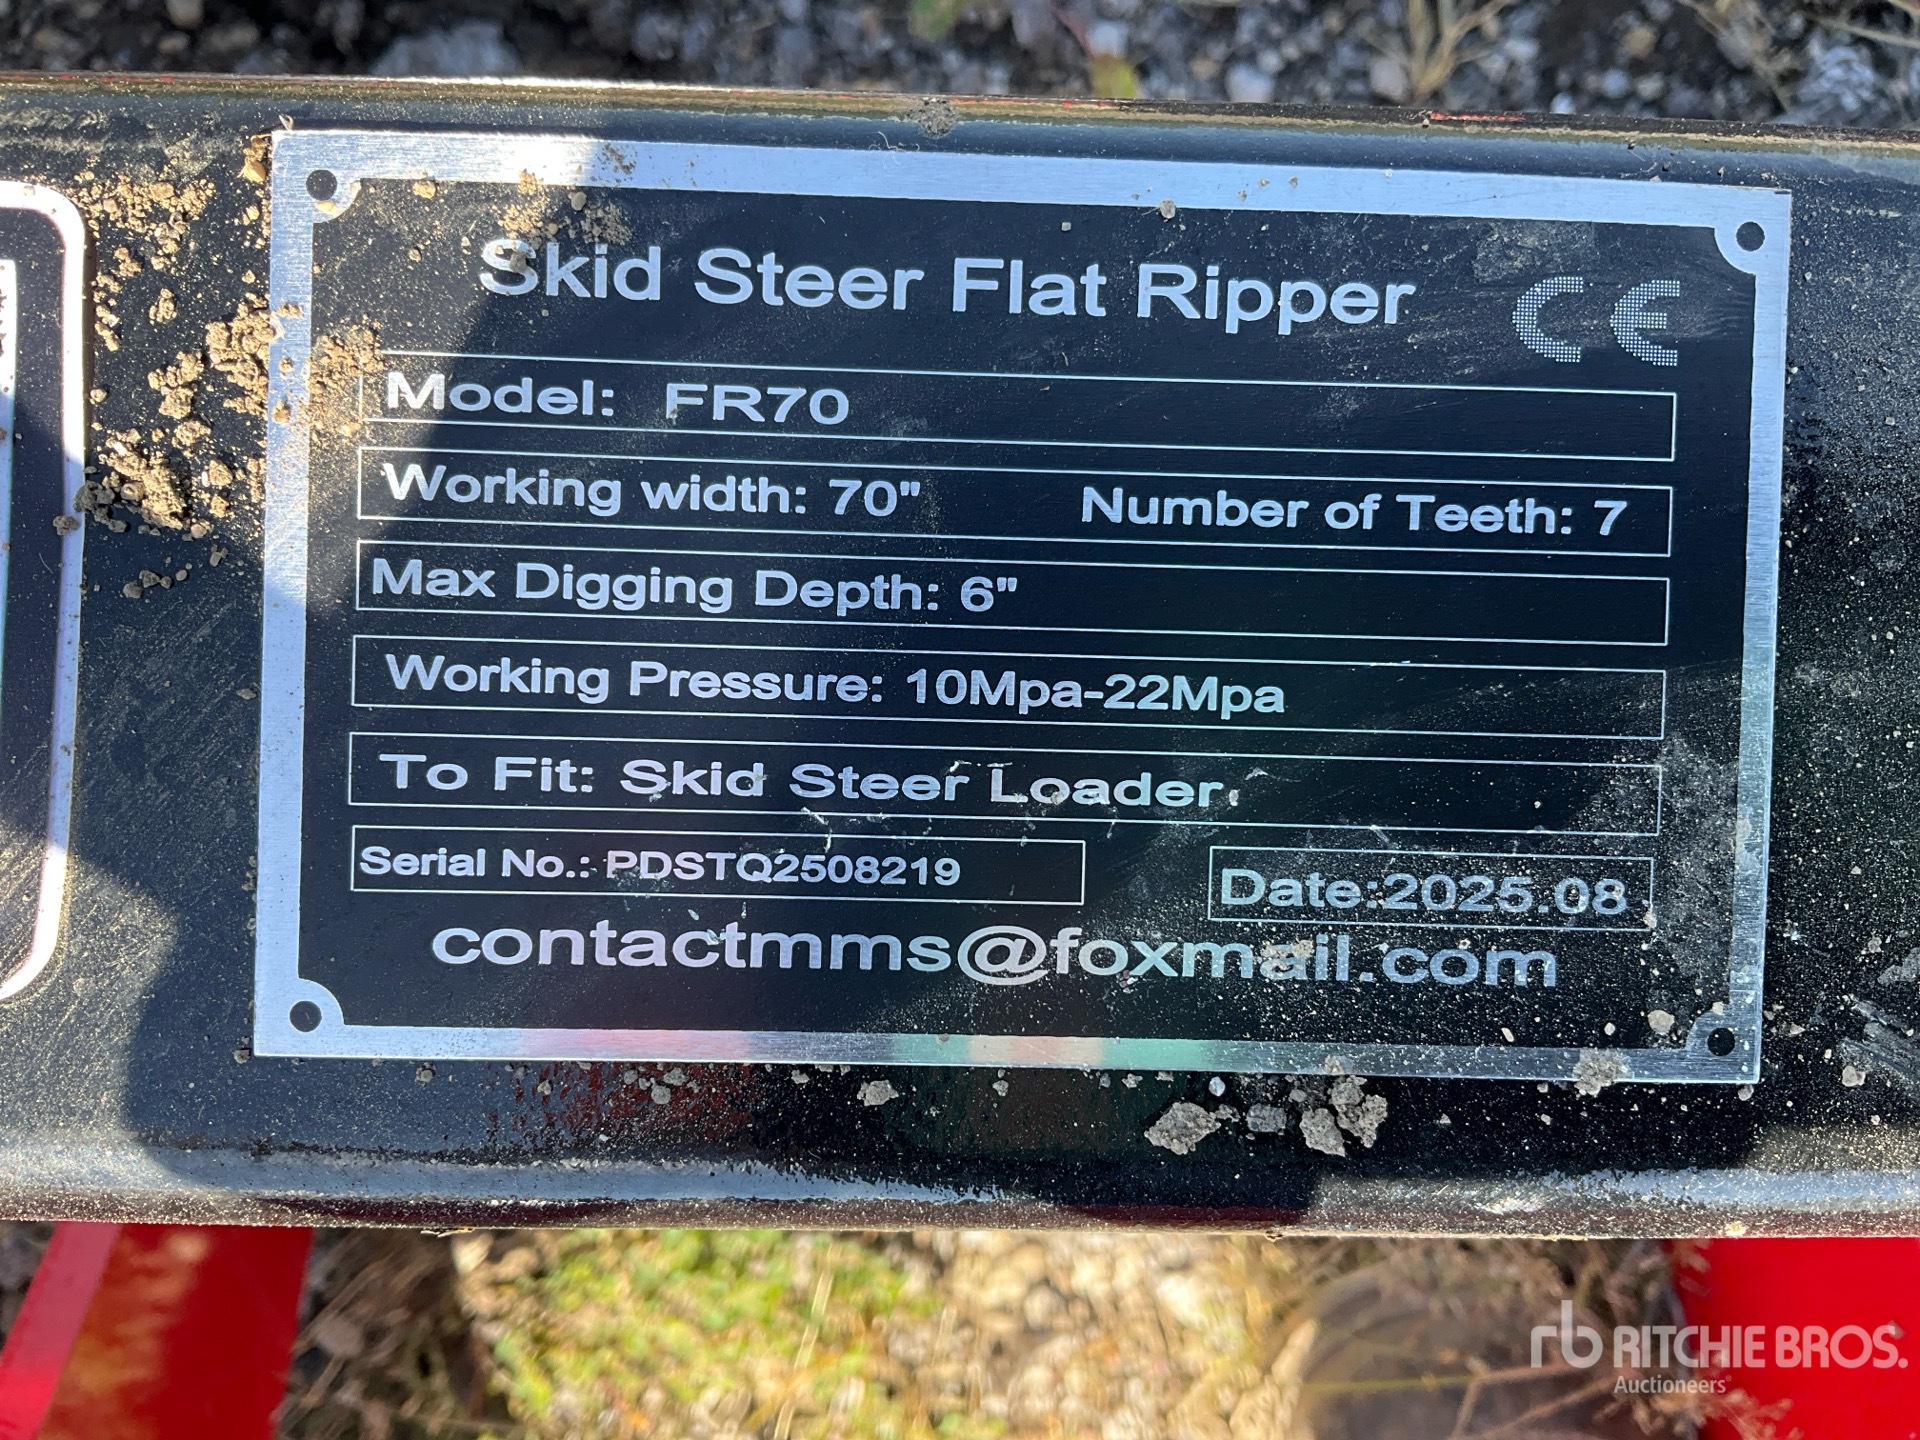 Skid Steer Flat Ripper CE
Model: FR70
Working width: 70" Number of Teeth: 7
Max Digging Depth: 6"
Working Pressure: 10Mpa-22Mpa
To Fit: Skid Steer Loader
Serial No.: PDSTQ2508219 Date:2025.08
contactmms@foxmail.com
rb RITCHIE BROS.
Auctioneers